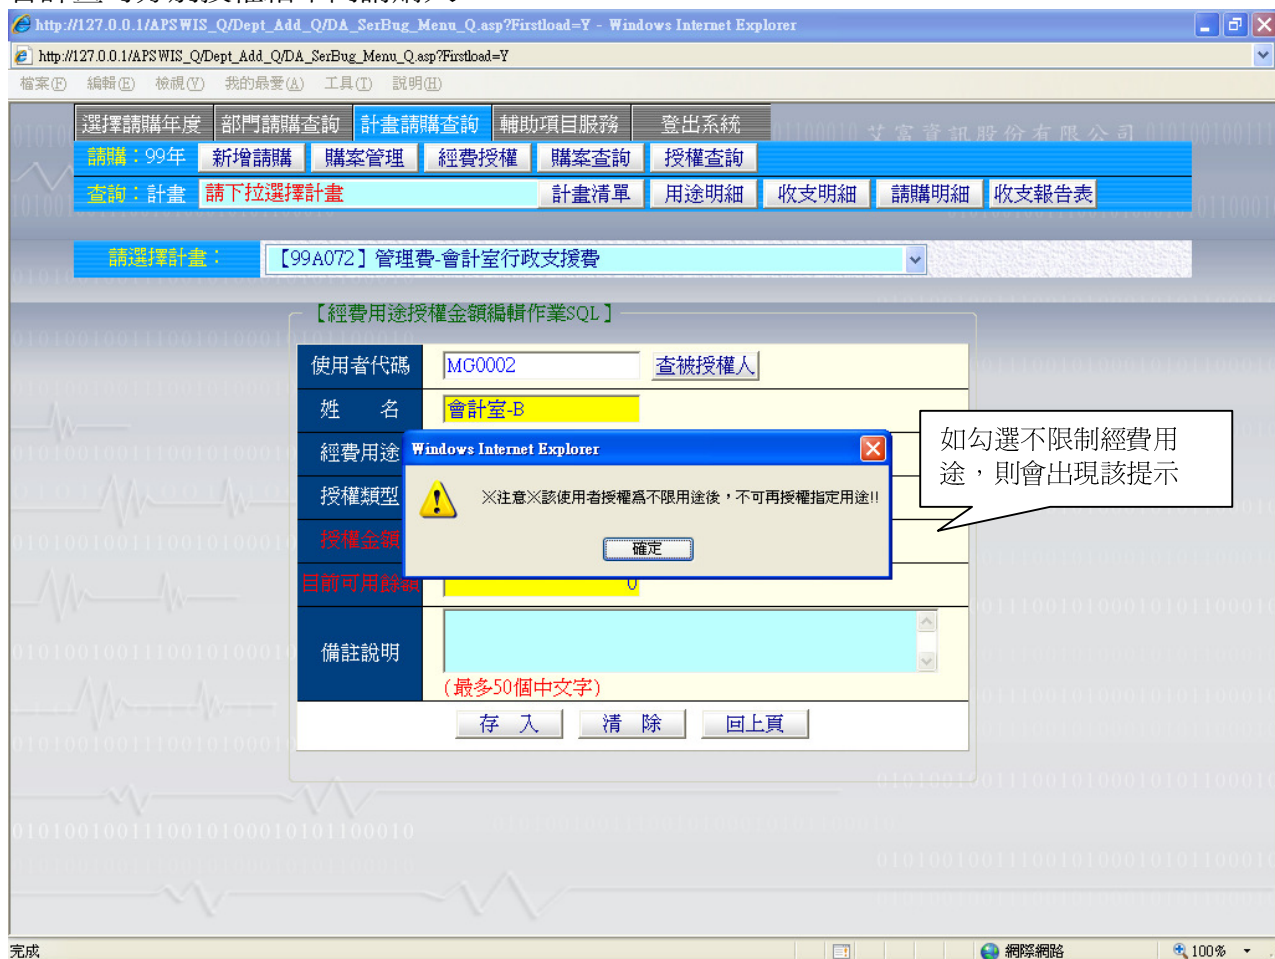 http://127.0.0.1/APSWIS_Q/Dept_Add_Q/DA_SerBug_Menu_Q.asp?Firstload=Y - Windows Internet Explorer
http://127.0.0.1/APSWIS_Q/Dept_Add_Q/DA_SerBug_Menu_Q.asp?Firstload=Y
檔案(F) 編輯(E) 檢視(V) 我的最愛(A) 工具(T) 說明(H)
選擇請購年度 部門請購查詢 計畫請購查詢 輔助項目服務 登出系統
艾富資訊股份有限公司
請購：99年 新增請購 購案管理 經費授權 購案查詢 授權查詢
查詢：計畫 請下拉選擇計畫 計畫清單 用途明細 收支明細 請購明細 收支報告表
請選擇計畫： 【99A072】管理費-會計室行政支援費
【經費用途授權金額編輯作業SQL】
使用者代碼 MG0002 查被授權人
姓 名 會計室-B
經費用途
授權類型
授權金額
目前可用餘額 0
Windows Internet Explorer
※注意※該使用者授權為不限用途後，不可再授權指定用途!!
確定
如勾選不限制經費用
途，則會出現該提示
備註說明
(最多50個中文字)
存 入 清 除 回上頁
完成 網際網路 100%